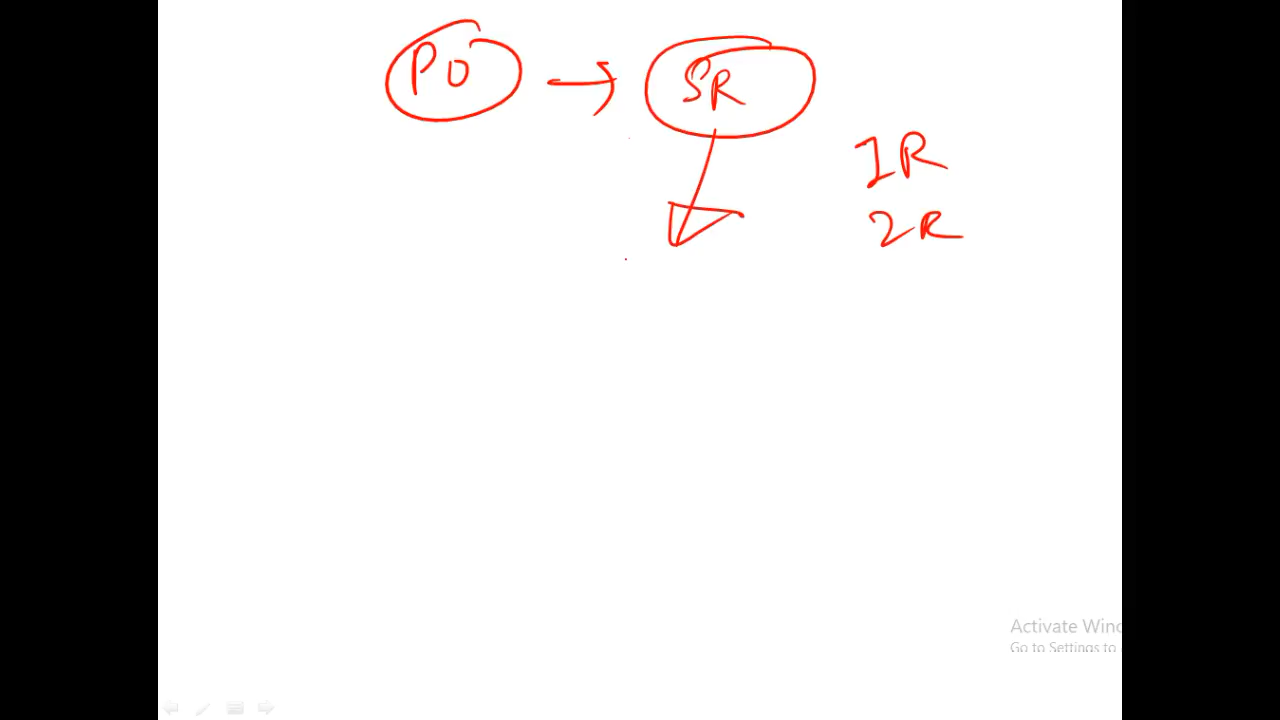 PO → SR
1R
2R
Activate Wind
Go to Settings to